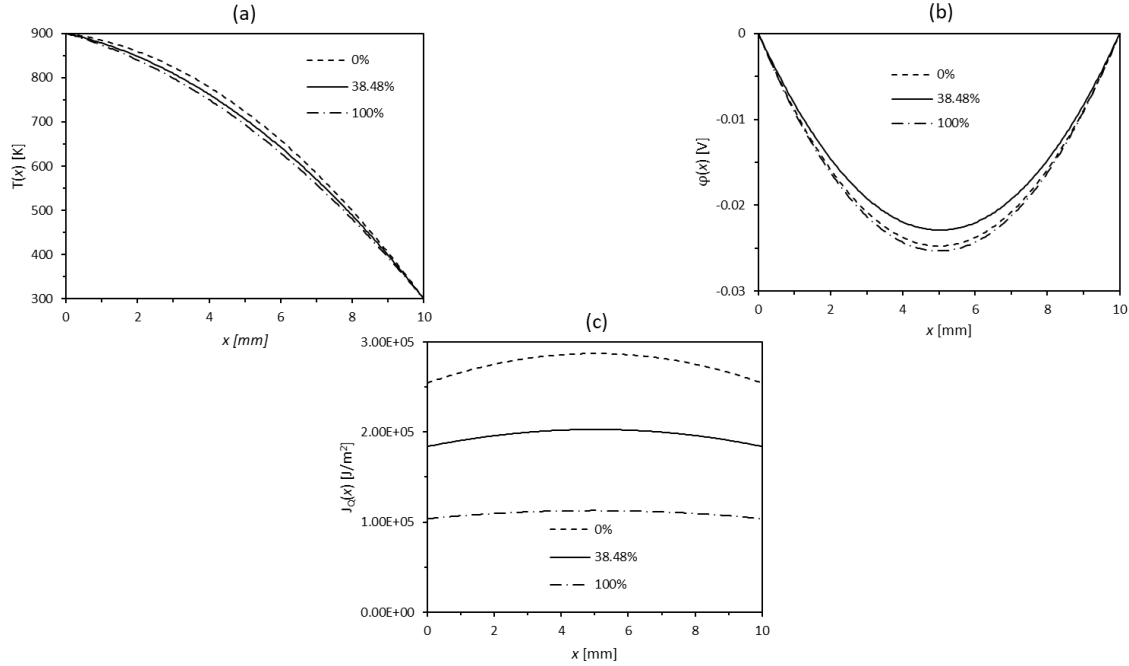 (a)
900
800
700
600
500
400
300
T(x) [K]
0%
38.48%
100%
0
2
4
6
8
10
x [mm]
(b)
0
-0.01
-0.02
-0.03
φ(x) [V]
0%
38.48%
100%
0
2
4
6
8
10
x [mm]
(c)
3.00E+05
2.00E+05
1.00E+05
0.00E+00
J_Q(x) [J/m²]
0%
38.48%
100%
0
2
4
6
8
10
x [mm]